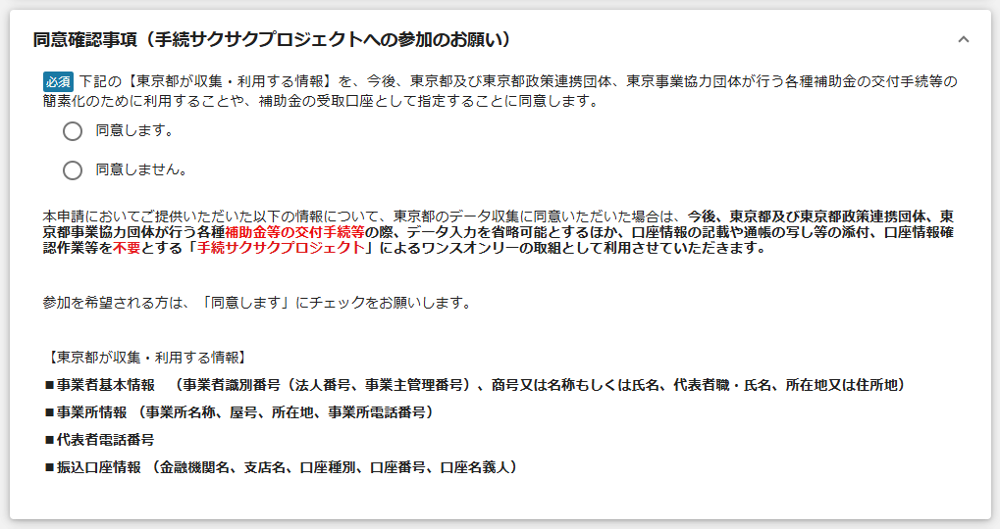 同意確認事項（手続サクサクプロジェクトへの参加のお願い）
必須 下記の【東京都が収集・利用する情報】を、今後、東京都及び東京都政策連携団体、東京事業協力団体が行う各種補助金の交付手続等の
簡素化のために利用することや、補助金の受取口座として指定することに同意します。
同意します。
同意しません。
本申請においてご提供いただいた以下の情報について、東京都のデータ収集に同意いただいた場合は、今後、東京都及び東京都政策連携団体、東
京都事業協力団体が行う各種補助金等の交付手続等の際、データ入力を省略可能とするほか、口座情報の記載や通帳の写し等の添付、口座情報確
認作業等を不要とする「手続サクサクプロジェクト」によるワンスオンリーの取組として利用させていただきます。
参加を希望される方は、「同意します」にチェックをお願いします。
【東京都が収集・利用する情報】
■事業者基本情報　（事業者識別番号（法人番号、事業主管理番号）、商号又は名称もしくは氏名、代表者職・氏名、所在地又は住所地）
■事業所情報 （事業所名称、屋号、所在地、事業所電話番号）
■代表者電話番号
■振込口座情報 （金融機関名、支店名、口座種別、口座番号、口座名義人）